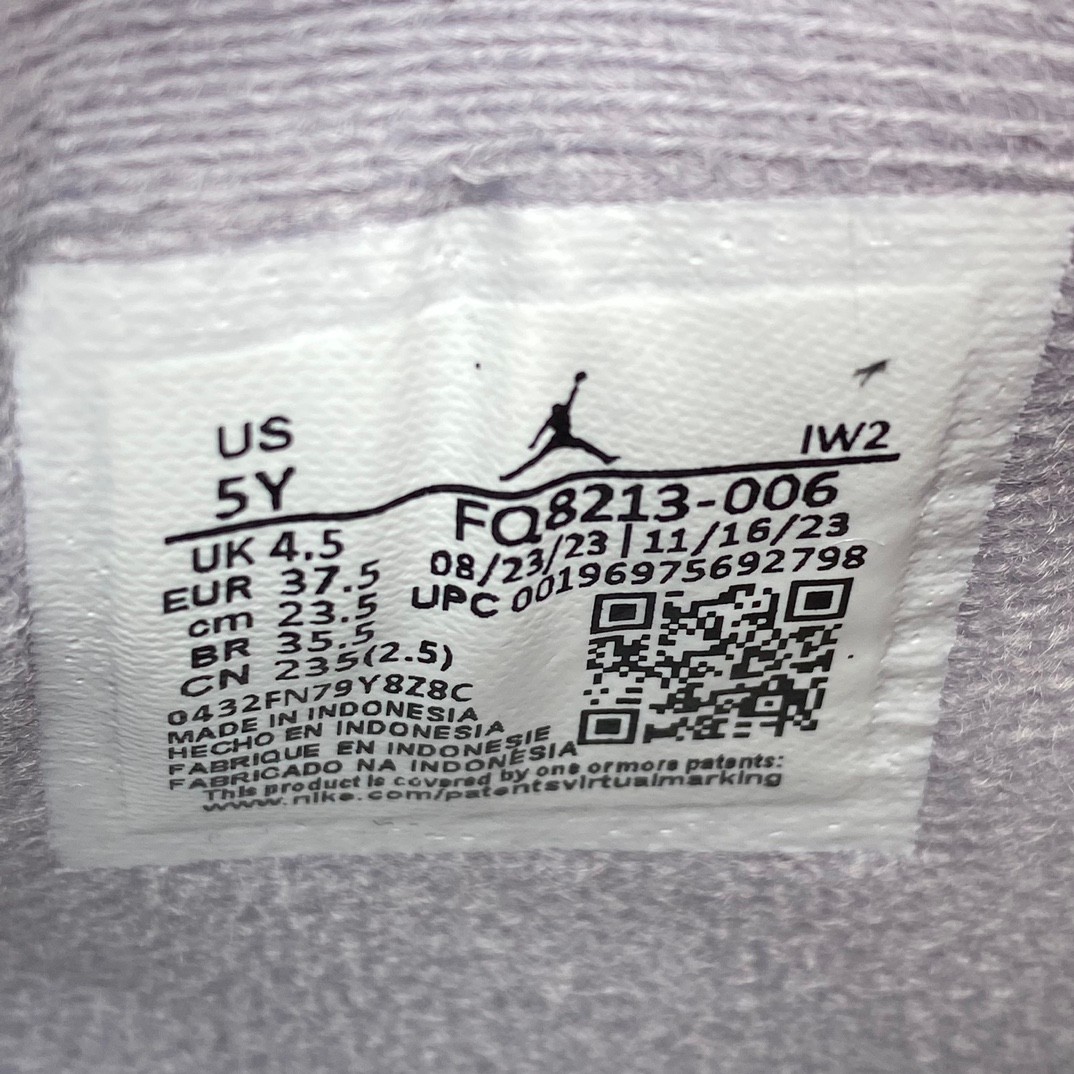 US
5Y
IW2
UK 4.5
EUR 37.5
cm 23.5
BR 35.5
CN 235(2.5)
FQ8213-006
08/23/23 | 11/16/23
UPC 00196975692798
0432FN79Y8Z8C
MADE IN INDONESIA
HECHO EN INDONESIA
FABRIQUE EN INDONESIE
FABRICADO NA INDONESIA
This product is covered by one or more patents:
www.nike.com/patentsvirtualmarking